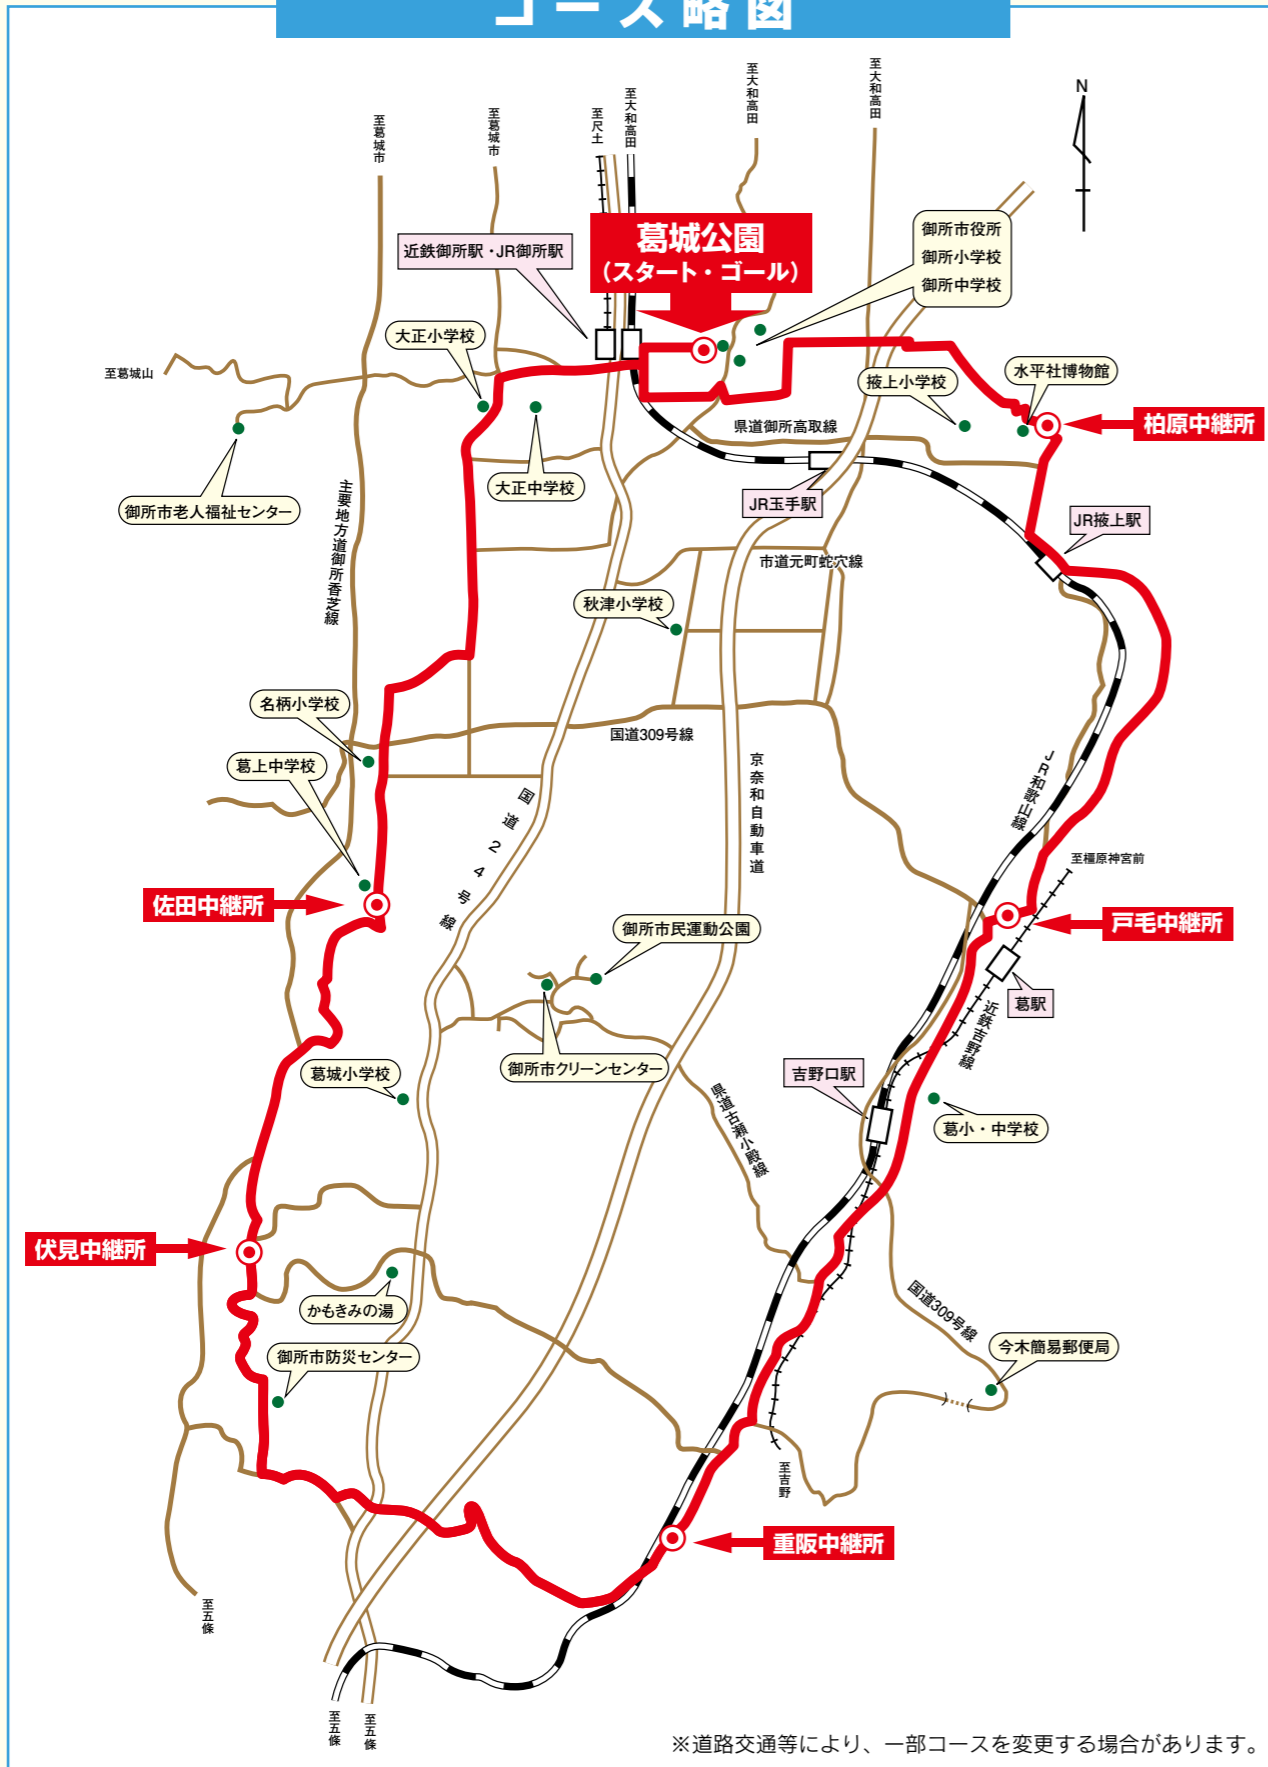 コース略図
至大和高田
至大和高田
至大和高田
至尺土
至葛城市
至葛城市
N
葛城公園
(スタート・ゴール)
御所市役所
御所小学校
御所中学校
近鉄御所駅・JR御所駅
大正小学校
至葛城山
水平社博物館
掖上小学校
柏原中継所
県道御所高取線
大正中学校
御所市老人福祉センター
主要地方道御所香芝線
JR玉手駅
JR掖上駅
市道元町蛇穴線
秋津小学校
名柄小学校
国道309号線
葛上中学校
京奈和自動車道
JR和歌山線
国道24号線
至橿原神宮前
佐田中継所
戸毛中継所
御所市民運動公園
葛駅
近鉄吉野線
御所市クリーンセンター
葛城小学校
吉野口駅
県道古瀬小殿線
葛小・中学校
伏見中継所
かもきみの湯
国道309号線
今木簡易郵便局
御所市防災センター
至吉野
重阪中継所
至五條
至五條
至五條
※道路交通等により、一部コースを変更する場合があります。